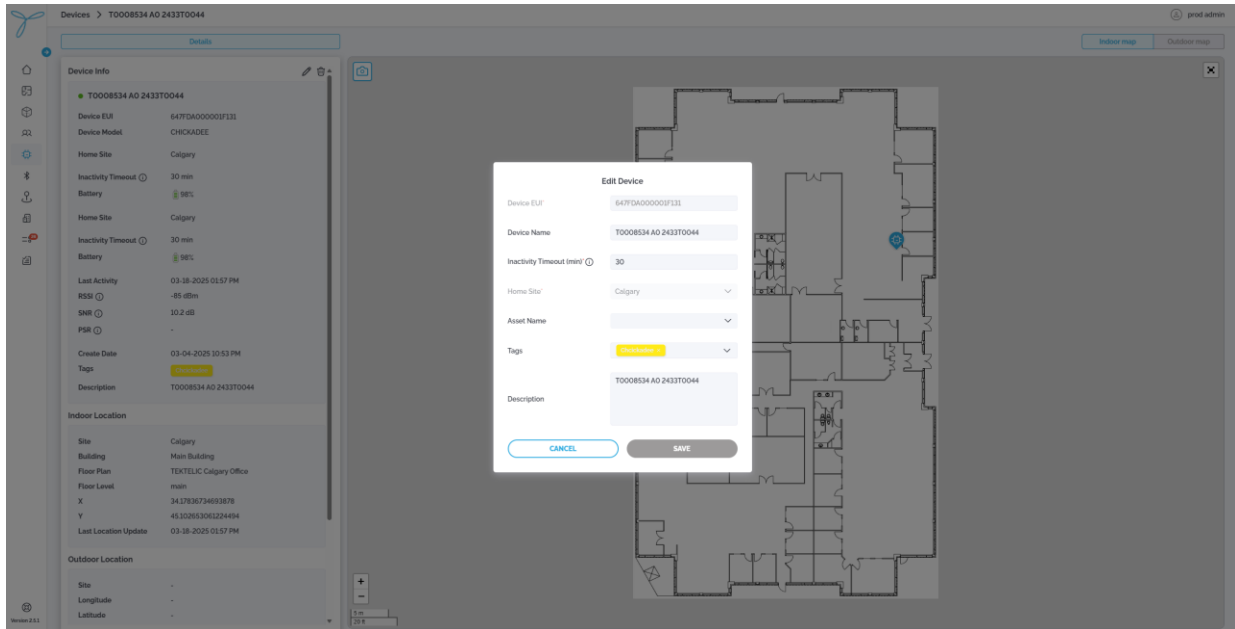 Devices > T0008534 A0 2433T0044
prod admin
Details
Indoor map
Outdoor map
Device Info
T0008534 A0 2433T0044
Device EUI 647FDA000001F131
Device Model CHICKADEE
Home Site Calgary
Inactivity Timeout 30 min
Battery 98%
Home Site Calgary
Inactivity Timeout 30 min
Battery 98%
Last Activity 03-18-2025 01:57 PM
RSSI -85 dBm
SNR 10.2 dB
PSR -
Create Date 03-04-2025 10:53 PM
Tags
Description T0008534 A0 2433T0044
Indoor Location
Site Calgary
Building Main Building
Floor Plan TEKTELIC Calgary Office
Floor Level main
X 34.17836734693878
Y 45.102653061224494
Last Location Update 03-18-2025 01:57 PM
Outdoor Location
Site -
Longitude -
Latitude -
Version 2.3.1
Edit Device
Device EUI* 647FDA000001F131
Device Name T0008534 A0 2433T0044
Inactivity Timeout (min)* 30
Home Site* Calgary
Asset Name
Tags
Description T0008534 A0 2433T0044
CANCEL
SAVE
+
−
5 m
20 ft